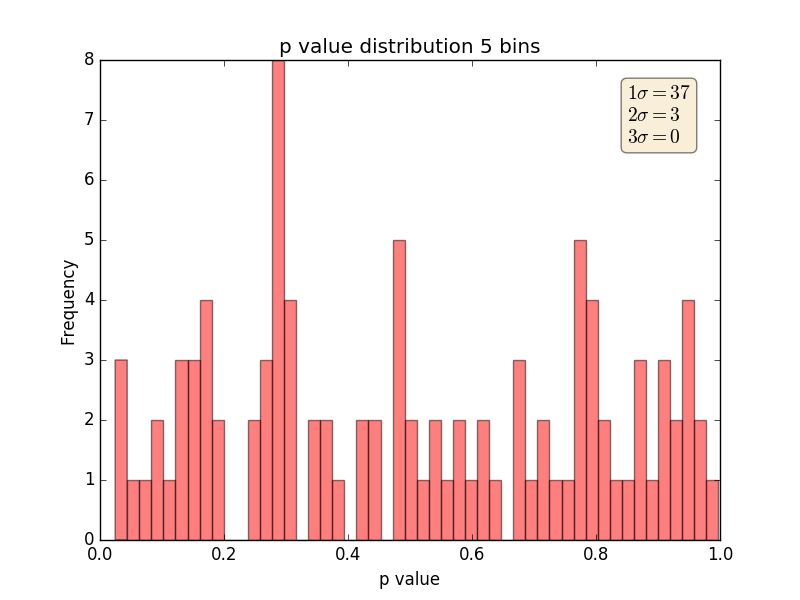 p value distribution 5 bins
8
7
6
5
4
3
2
1
0
Frequency
1σ = 37
2σ = 3
3σ = 0
0.0 0.2 0.4 0.6 0.8 1.0
p value